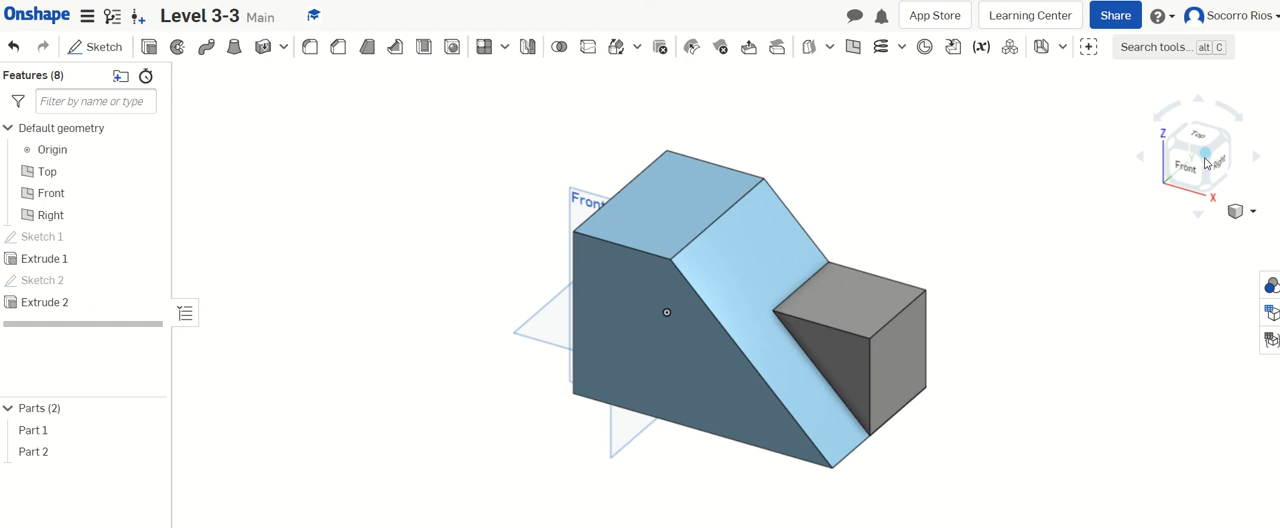 Onshape Level 3-3 Main App Store Learning Center Share Socorro Rios
Sketch Search tools... alt C
Features (8)
Filter by name or type
Default geometry
Origin
Top
Front
Right
Sketch 1
Extrude 1
Sketch 2
Extrude 2
Parts (2)
Part 1
Part 2
Front
Top
Z
Front Right
X
(x)